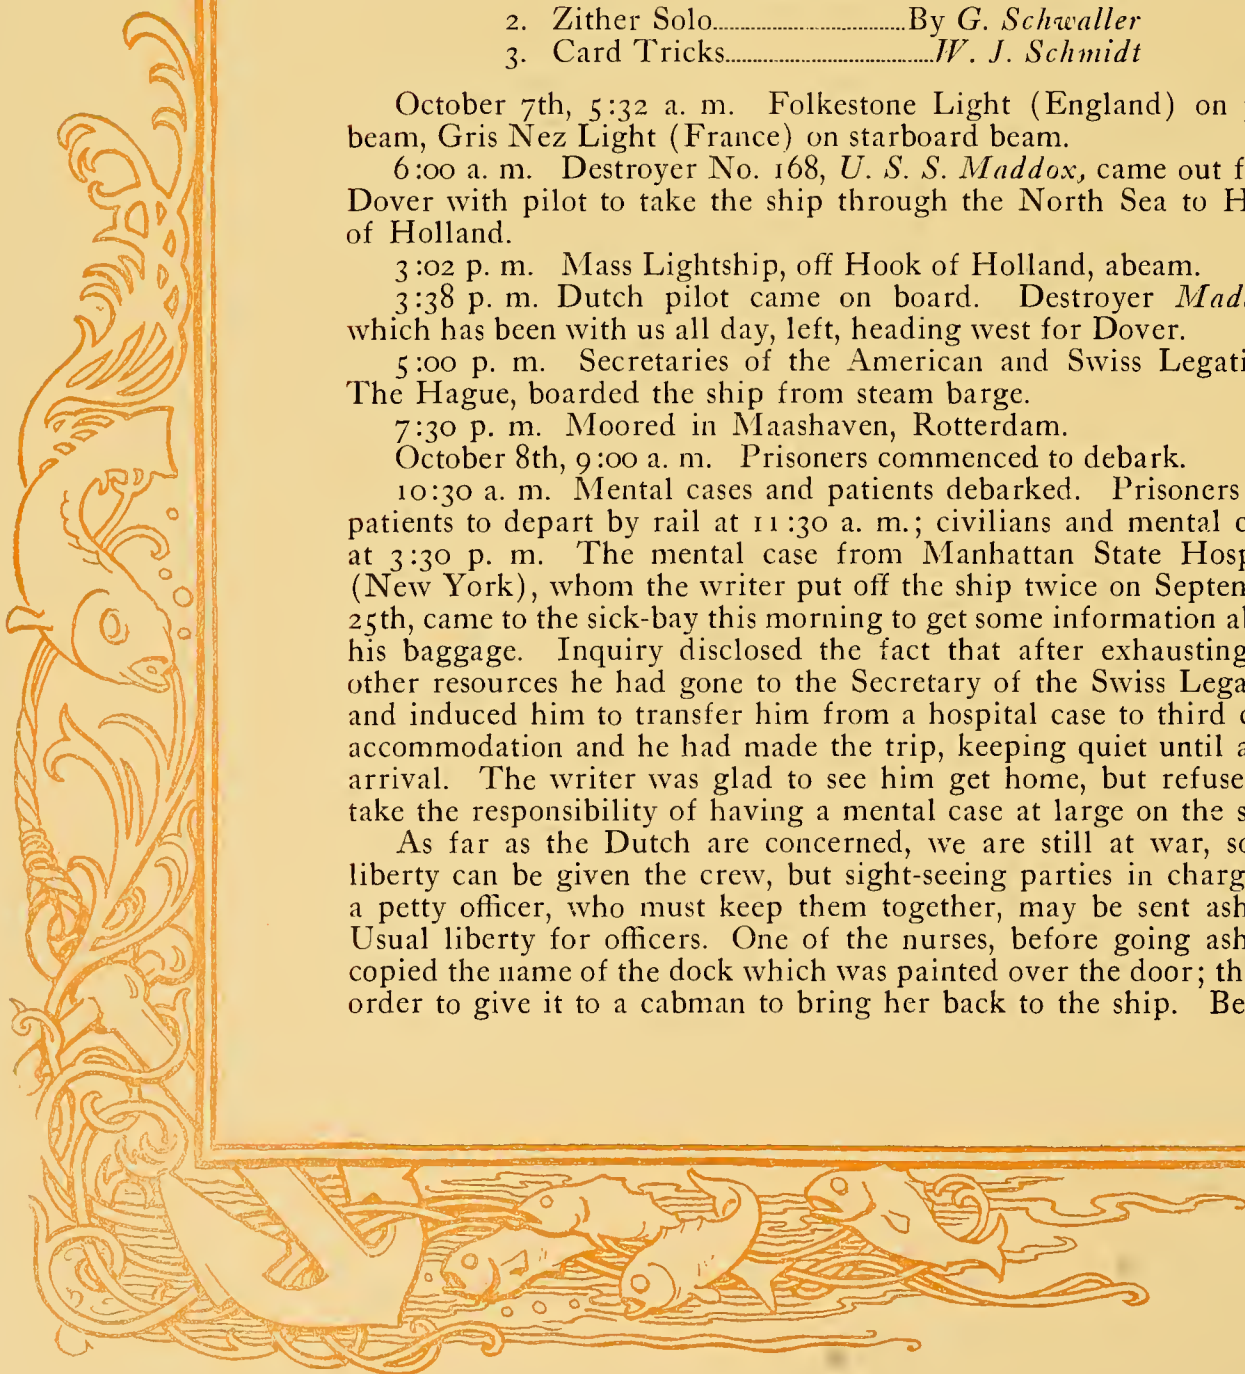 2. Zither Solo..............................By G. Schwaller
3. Card Tricks..............................W. J. Schmidt
October 7th, 5:32 a. m. Folkestone Light (England) on
beam, Gris Nez Light (France) on starboard beam.
6:00 a. m. Destroyer No. 168, U. S. S. Maddox, came out f
Dover with pilot to take the ship through the North Sea to H
of Holland.
3:02 p. m. Mass Lightship, off Hook of Holland, abeam.
3:38 p. m. Dutch pilot came on board. Destroyer Madd
which has been with us all day, left, heading west for Dover.
5:00 p. m. Secretaries of the American and Swiss Legati
The Hague, boarded the ship from steam barge.
7:30 p. m. Moored in Maashaven, Rotterdam.
October 8th, 9:00 a. m. Prisoners commenced to debark.
10:30 a. m. Mental cases and patients debarked. Prisoners
patients to depart by rail at 11:30 a. m.; civilians and mental c
at 3:30 p. m. The mental case from Manhattan State Hosp
(New York), whom the writer put off the ship twice on Septem
25th, came to the sick-bay this morning to get some information a
his baggage. Inquiry disclosed the fact that after exhausting
other resources he had gone to the Secretary of the Swiss Lega
and induced him to transfer him from a hospital case to third c
accommodation and he had made the trip, keeping quiet until a
arrival. The writer was glad to see him get home, but refuse
take the responsibility of having a mental case at large on the s
As far as the Dutch are concerned, we are still at war, so
liberty can be given the crew, but sight-seeing parties in charg
a petty officer, who must keep them together, may be sent ash
Usual liberty for officers. One of the nurses, before going ash
copied the name of the dock which was painted over the door; th
order to give it to a cabman to bring her back to the ship. Be